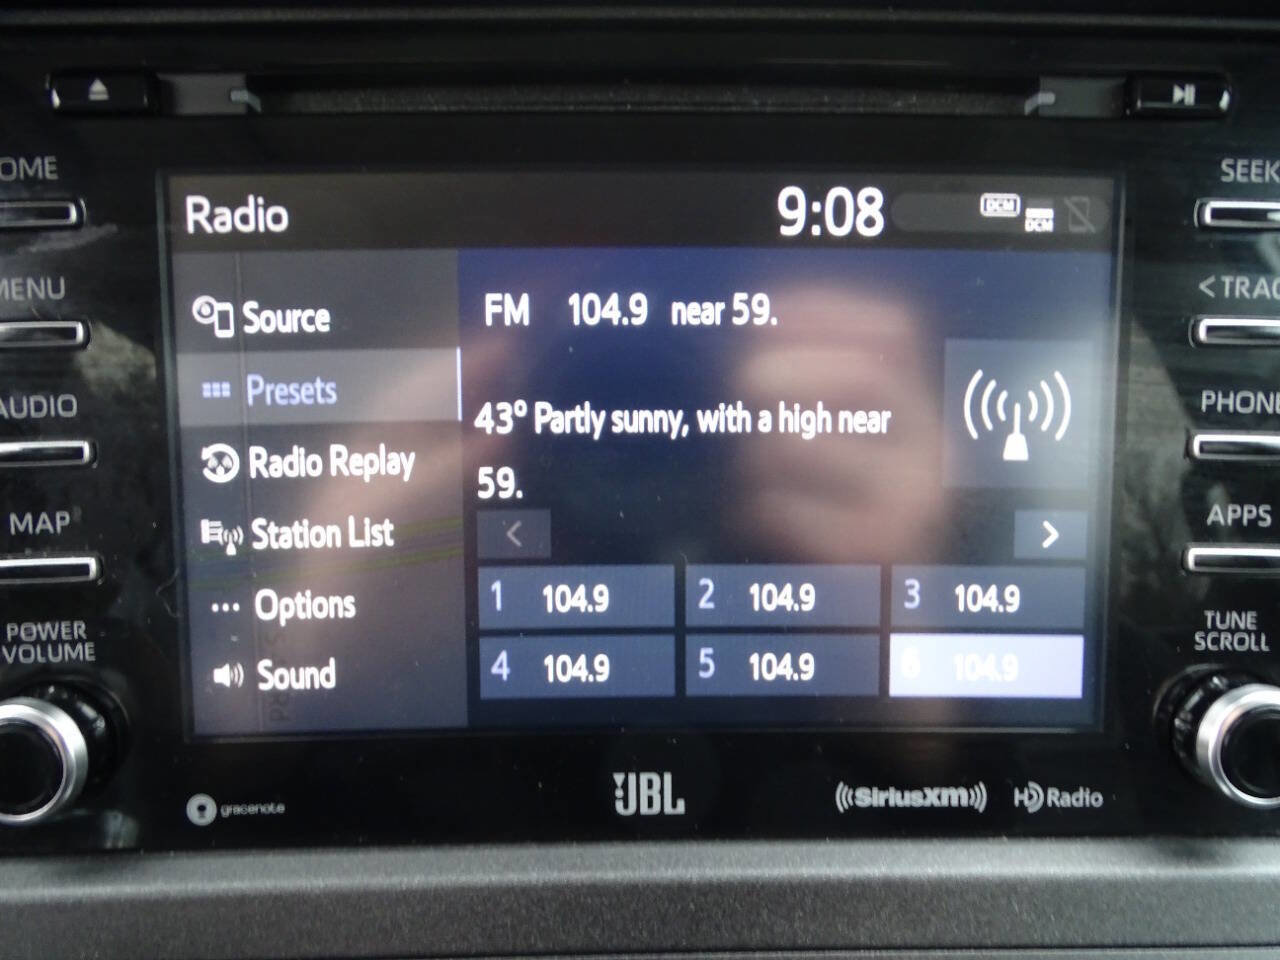 OME
SEEK
Radio 9:08 DCM
DCM
MENU
< TRAC
Source
FM 104.9 near 59.
AUDIO
PHONE
Presets
43° Partly sunny, with a high near
59.
Radio Replay
MAP
APPS
Station List
< >
Options
1 104.9 2 104.9 3 104.9
POWER
VOLUME
TUNE
SCROLL
Sound
4 104.9 5 104.9 6 104.9
gracenote
JBL
SiriusXM
HD Radio